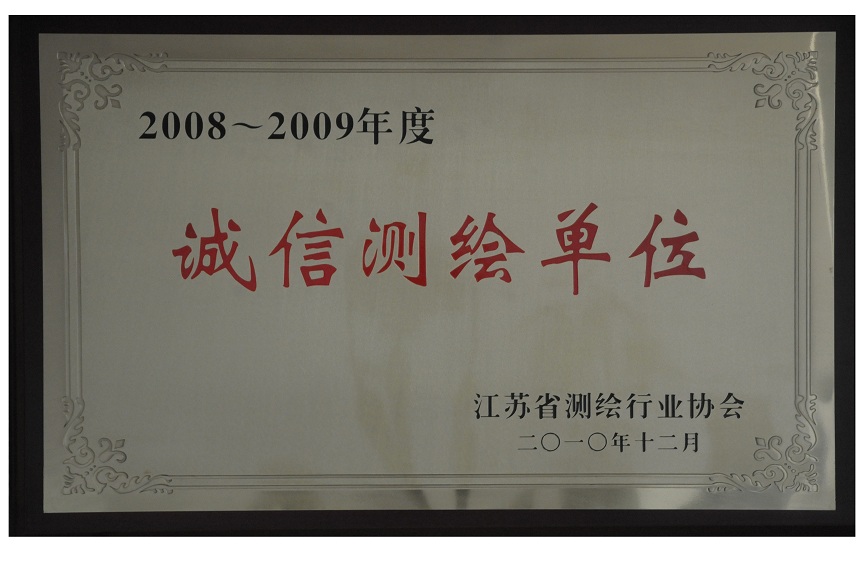 2008～2009年度
诚信测绘单位
江苏省测绘行业协会
二〇一〇年十二月